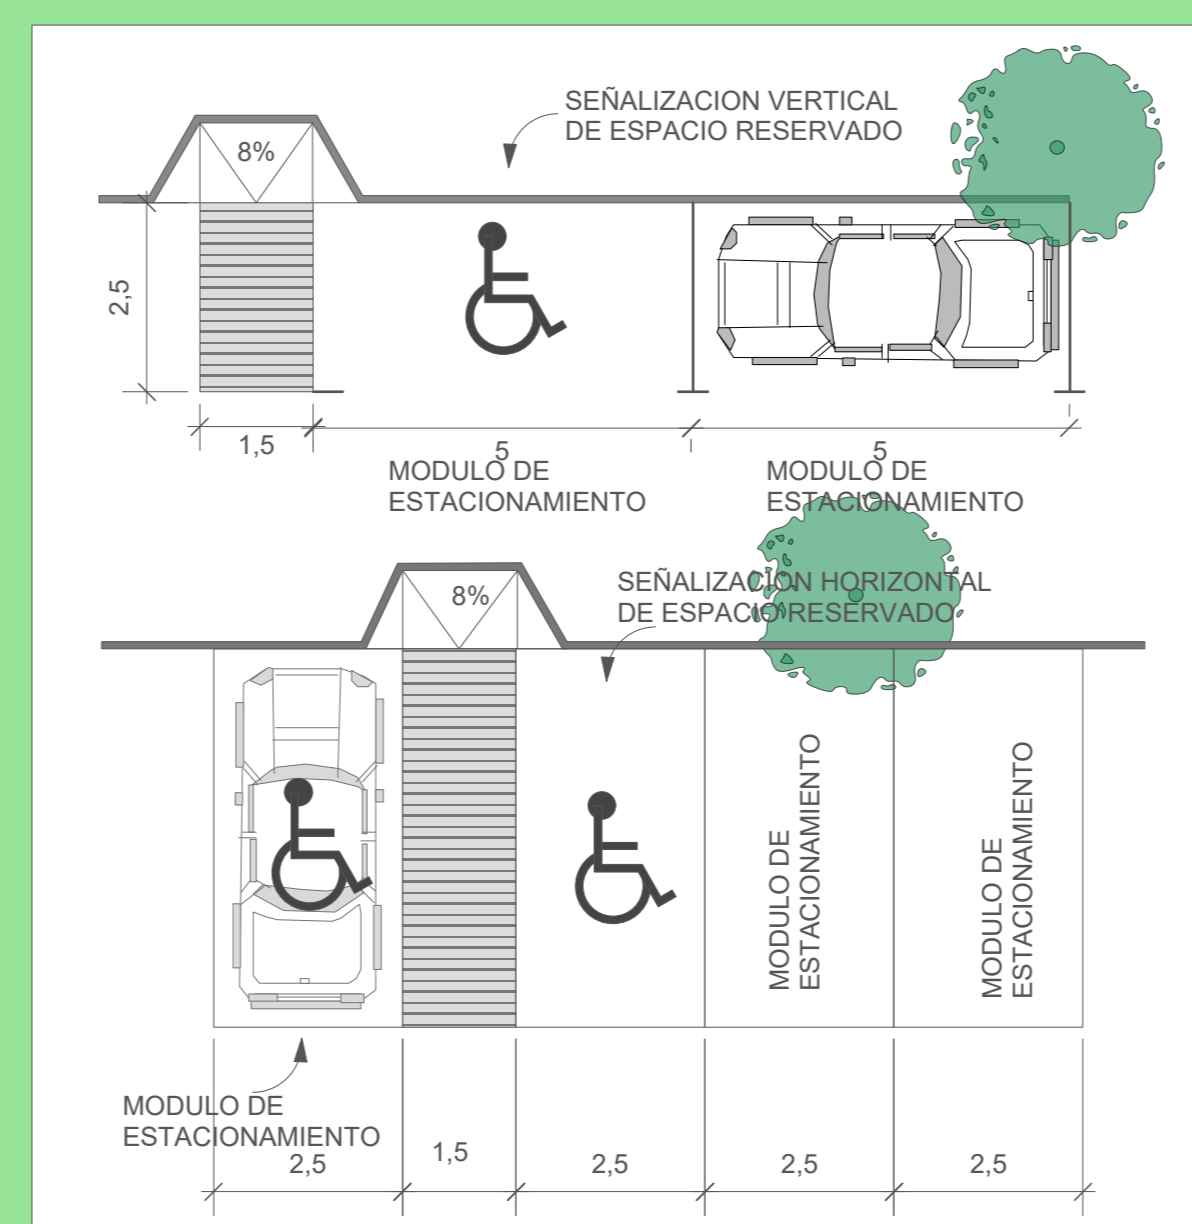 SEÑALIZACION VERTICAL
DE ESPACIO RESERVADO
8%
2,5
1,5
5
5
MODULO DE
ESTACIONAMIENTO
MODULO DE
ESTACIONAMIENTO
8%
SEÑALIZACION HORIZONTAL
DE ESPACIO RESERVADO
MODULO DE
ESTACIONAMIENTO
MODULO DE
ESTACIONAMIENTO
MODULO DE
ESTACIONAMIENTO
2,5
1,5
2,5
2,5
2,5